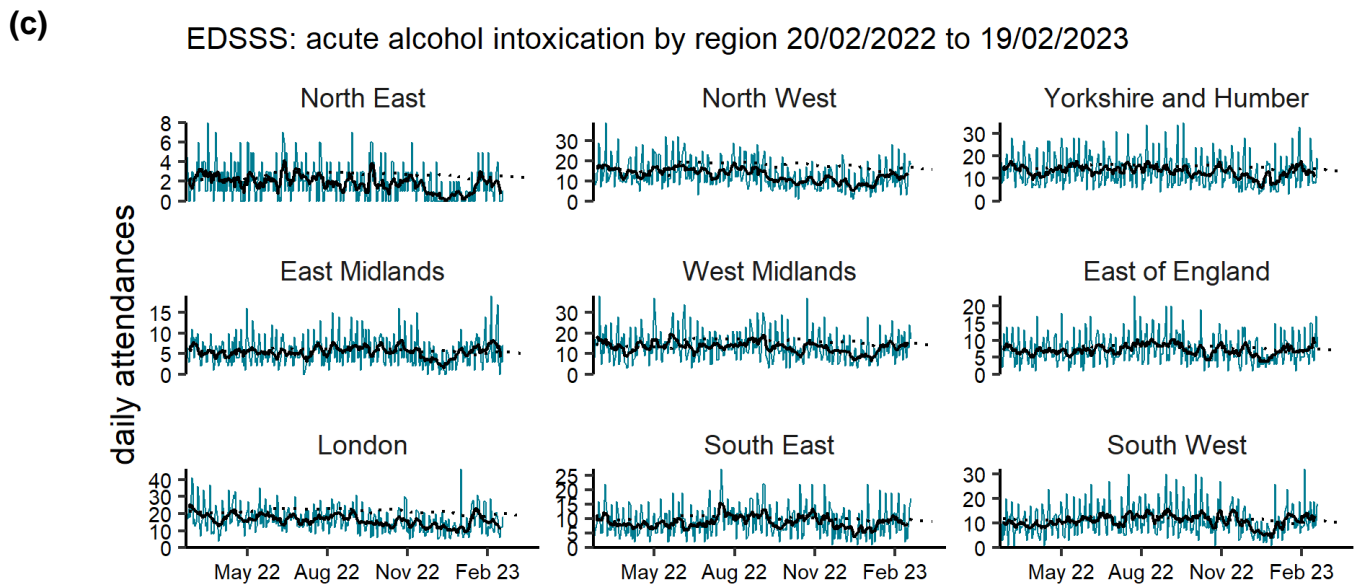 (c)
EDSSS: acute alcohol intoxication by region 20/02/2022 to 19/02/2023
daily attendances
North East
8
6
4
2
0
North West
30
20
10
0
Yorkshire and Humber
30
20
10
0
East Midlands
15
10
5
0
West Midlands
30
20
10
0
East of England
20
15
10
5
0
London
40
30
20
10
0
South East
25
20
15
10
5
0
South West
30
20
10
0
May 22 Aug 22 Nov 22 Feb 23
May 22 Aug 22 Nov 22 Feb 23
May 22 Aug 22 Nov 22 Feb 23